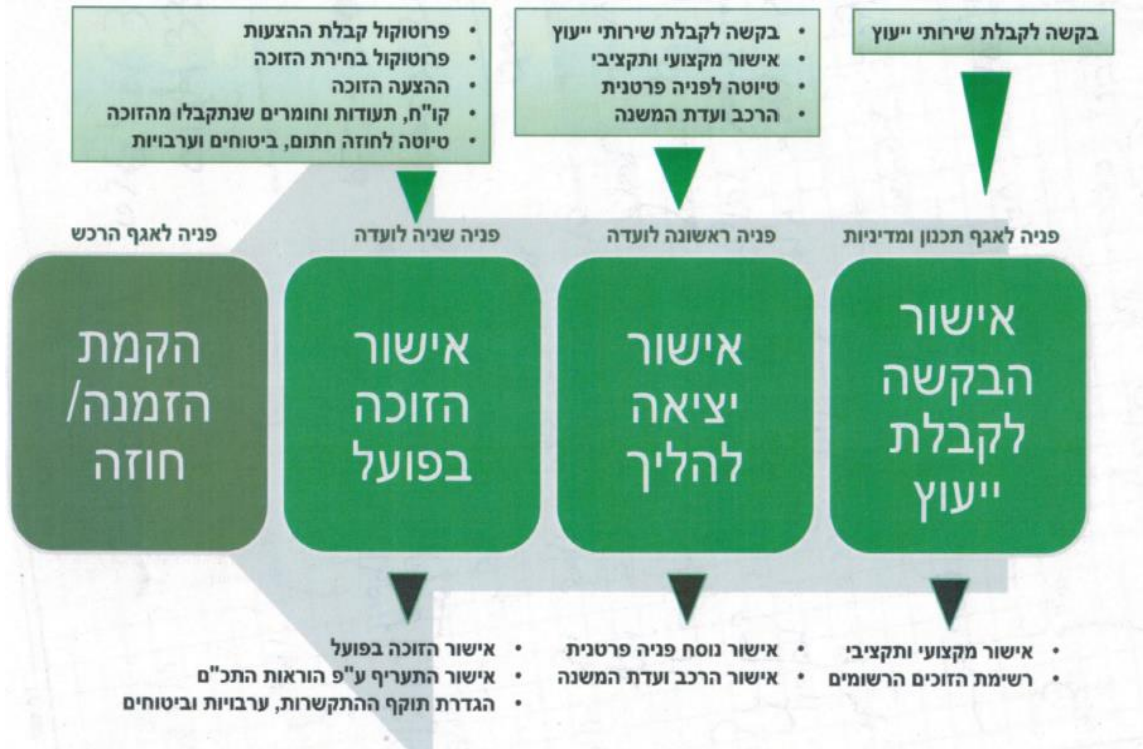 בקשה לקבלת שירותי ייעוץ
• בקשה לקבלת שירותי ייעוץ
• אישור מקצועי ותקציבי
• טיוטה לפניה פרטנית
• הרכב ועדת המשנה
• פרוטוקול קבלת ההצעות
• פרוטוקול בחירת הזוכה
• ההצעה הזוכה
• קו"ח, תעודות וחומרים שנתקבלו מהזוכה
• טיוטה לחוזה חתום, ביטוחים וערבויות
פניה לאגף תכנון ומדיניות
פניה ראשונה לועדה
פניה שניה לועדה
פניה לאגף הרכש
אישור
הבקשה
לקבלת
ייעוץ
אישור
יציאה
להליך
אישור
הזוכה
בפועל
הקמת
הזמנה/
חוזה
• אישור מקצועי ותקציבי
• רשימת הזוכים הרשומים
• אישור נוסח פניה פרטנית
• אישור הרכב ועדת המשנה
• אישור הזוכה בפועל
• אישור התעריף ע"פ הוראות התכ"ם
• הגדרת תוקף ההתקשרות, ערבויות וביטוחים